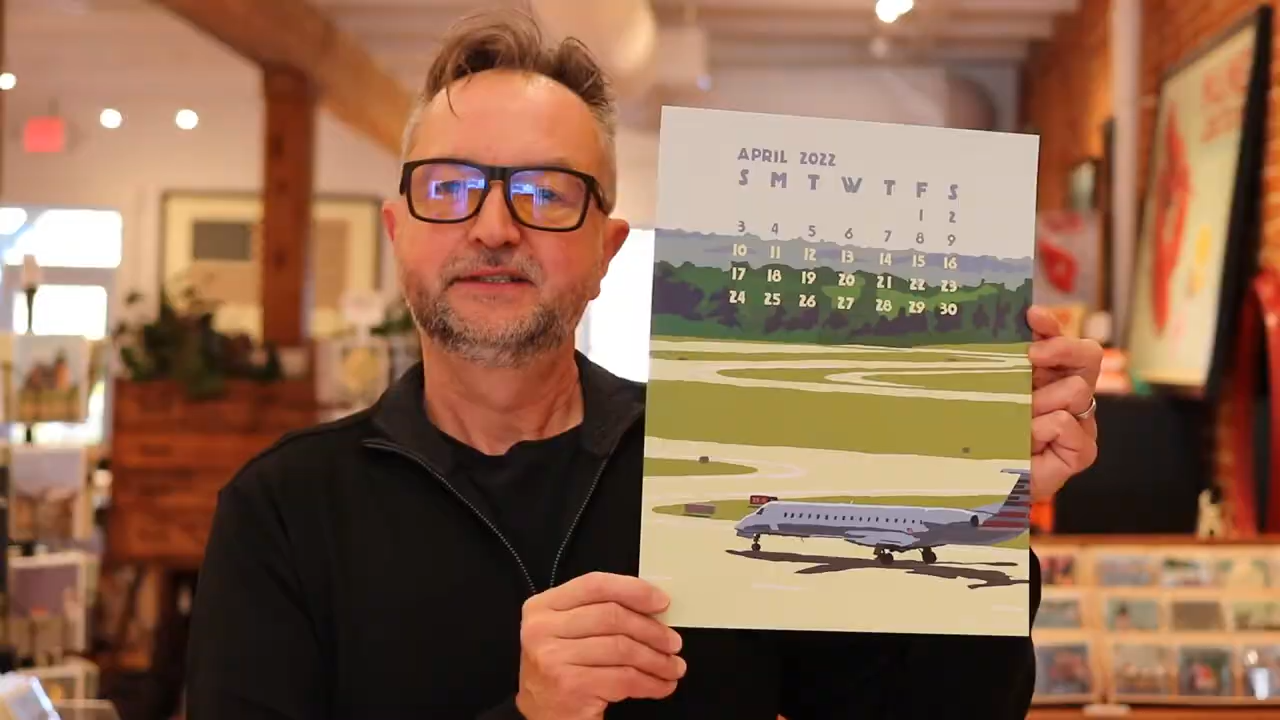 APRIL 2022
S M T W T F S
1 2
3 4 5 6 7 8 9
10 11 12 13 14 15 16
17 18 19 20 21 22 23
24 25 26 27 28 29 30